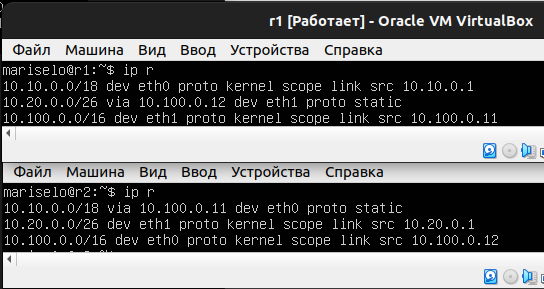 r1 [Работает] - Oracle VM VirtualBox
Файл Машина Вид Ввод Устройства Справка
mariselo@r1:~$ ip r
10.10.0.0/18 dev eth0 proto kernel scope link src 10.10.0.1
10.20.0.0/26 via 10.100.0.12 dev eth1 proto static
10.100.0.0/16 dev eth1 proto kernel scope link src 10.100.0.11
Файл Машина Вид Ввод Устройства Справка
mariselo@r2:~$ ip r
10.10.0.0/18 via 10.100.0.11 dev eth0 proto static
10.20.0.0/26 dev eth1 proto kernel scope link src 10.20.0.1
10.100.0.0/16 dev eth0 proto kernel scope link src 10.100.0.12